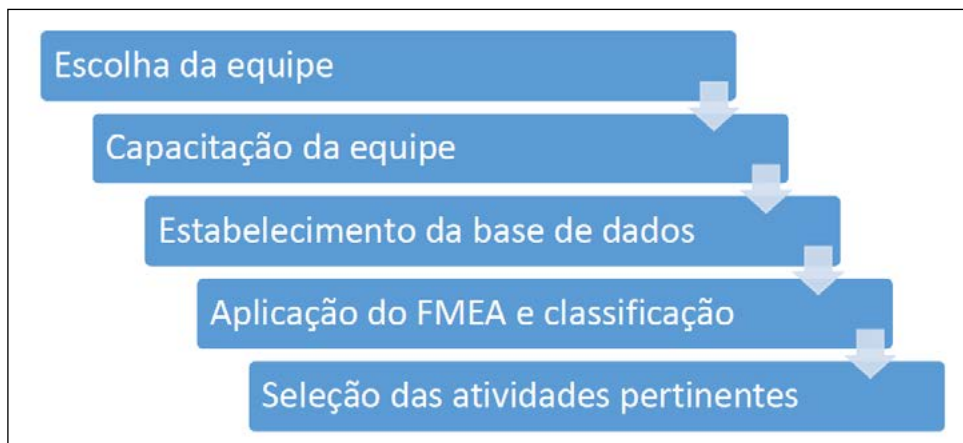 Escolha da equipe
Capacitação da equipe
Estabelecimento da base de dados
Aplicação do FMEA e classificação
Seleção das atividades pertinentes